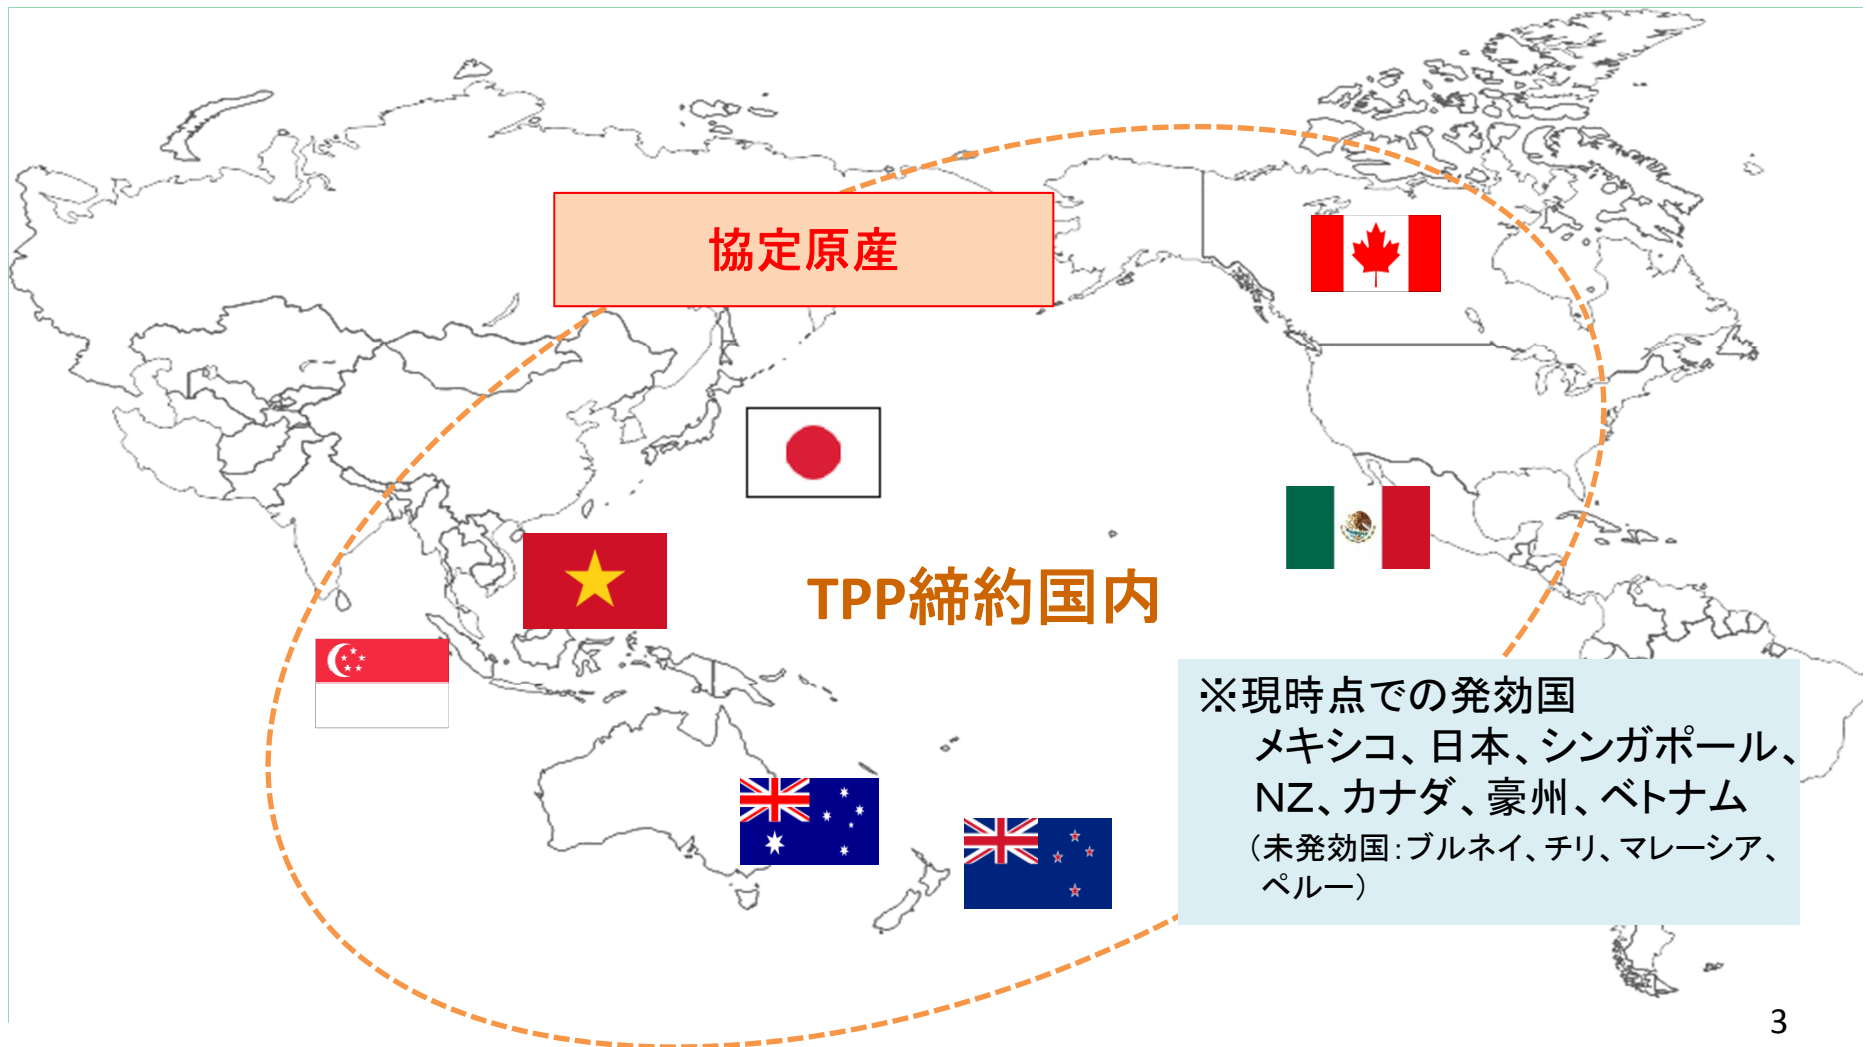 協定原産
TPP締約国内
※現時点での発効国
メキシコ、日本、シンガポール、
NZ、カナダ、豪州、ベトナム
（未発効国：ブルネイ、チリ、マレーシア、
ペルー）
3